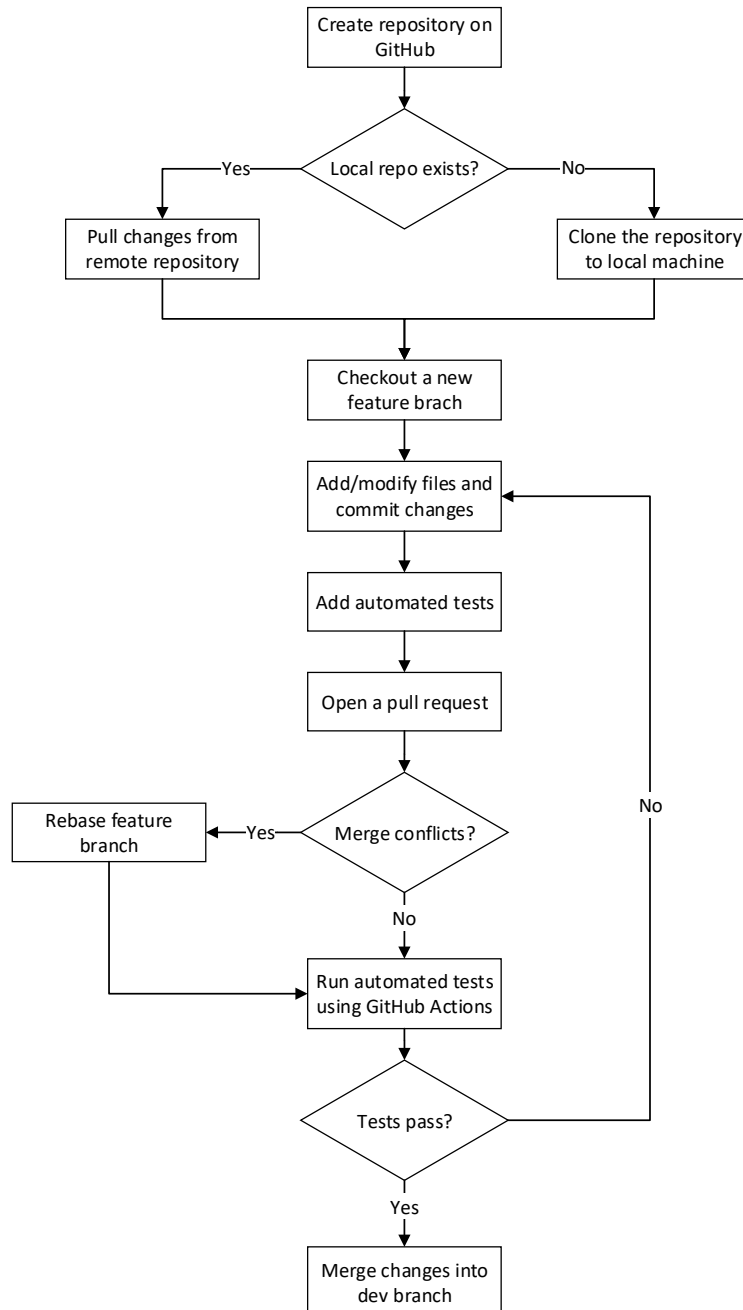 Create repository on
GitHub
Local repo exists?
Yes
No
Pull changes from
remote repository
Clone the repository
to local machine
Checkout a new
feature brach
Add/modify files and
commit changes
Add automated tests
Open a pull request
Merge conflicts?
Yes
Rebase feature
branch
No
No
Run automated tests
using GitHub Actions
Tests pass?
Yes
Merge changes into
dev branch